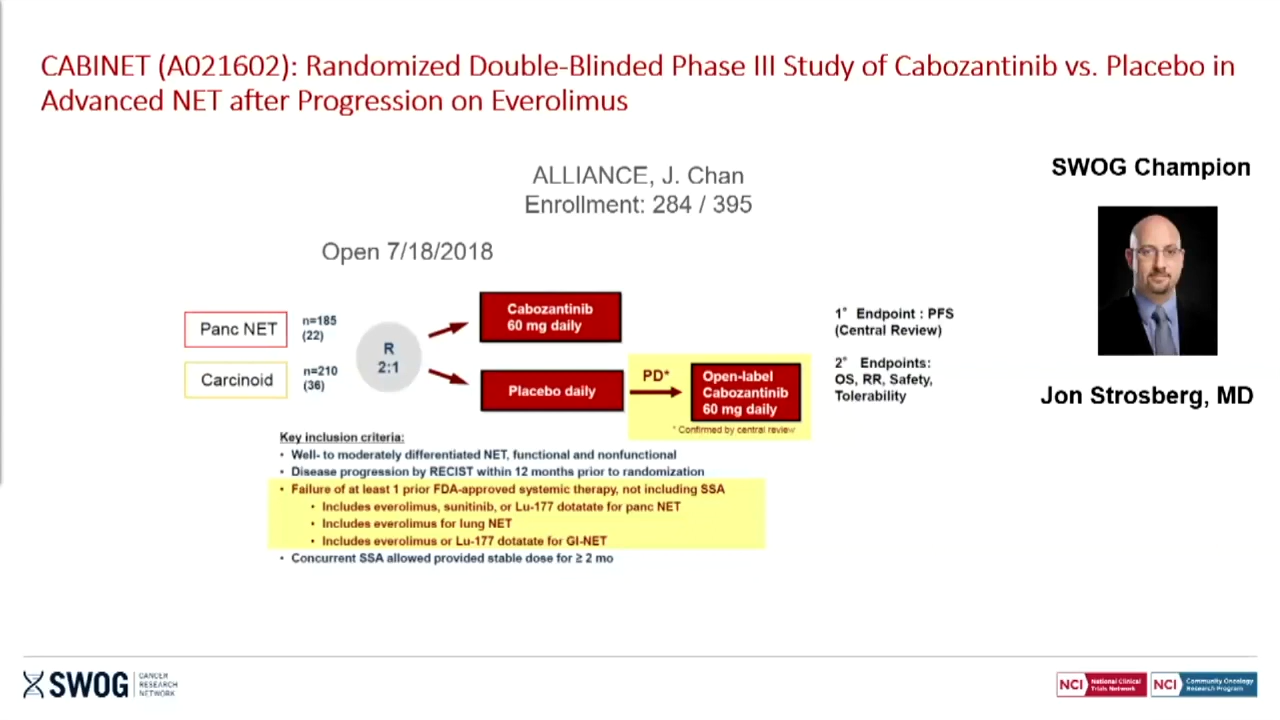 CABINET (A021602): Randomized Double-Blinded Phase III Study of Cabozantinib vs. Placebo in
Advanced NET after Progression on Everolimus
ALLIANCE, J. Chan
Enrollment: 284 / 395
SWOG Champion
Open 7/18/2018
Panc NET
n=185
(22)
Carcinoid
n=210
(36)
R
2:1
Cabozantinib
60 mg daily
Placebo daily
PD*
Open-label
Cabozantinib
60 mg daily
* Confirmed by central review
1° Endpoint : PFS
(Central Review)
2° Endpoints:
OS, RR, Safety,
Tolerability
Jon Strosberg, MD
Key inclusion criteria:
• Well- to moderately differentiated NET, functional and nonfunctional
• Disease progression by RECIST within 12 months prior to randomization
• Failure of at least 1 prior FDA-approved systemic therapy, not including SSA
• Includes everolimus, sunitinib, or Lu-177 dotatate for panc NET
• Includes everolimus for lung NET
• Includes everolimus or Lu-177 dotatate for GI-NET
• Concurrent SSA allowed provided stable dose for ≥ 2 mo
SWOG
CANCER
RESEARCH
NETWORK
NCI
National Clinical
Trials Network
NCI
Community Oncology
Research Program